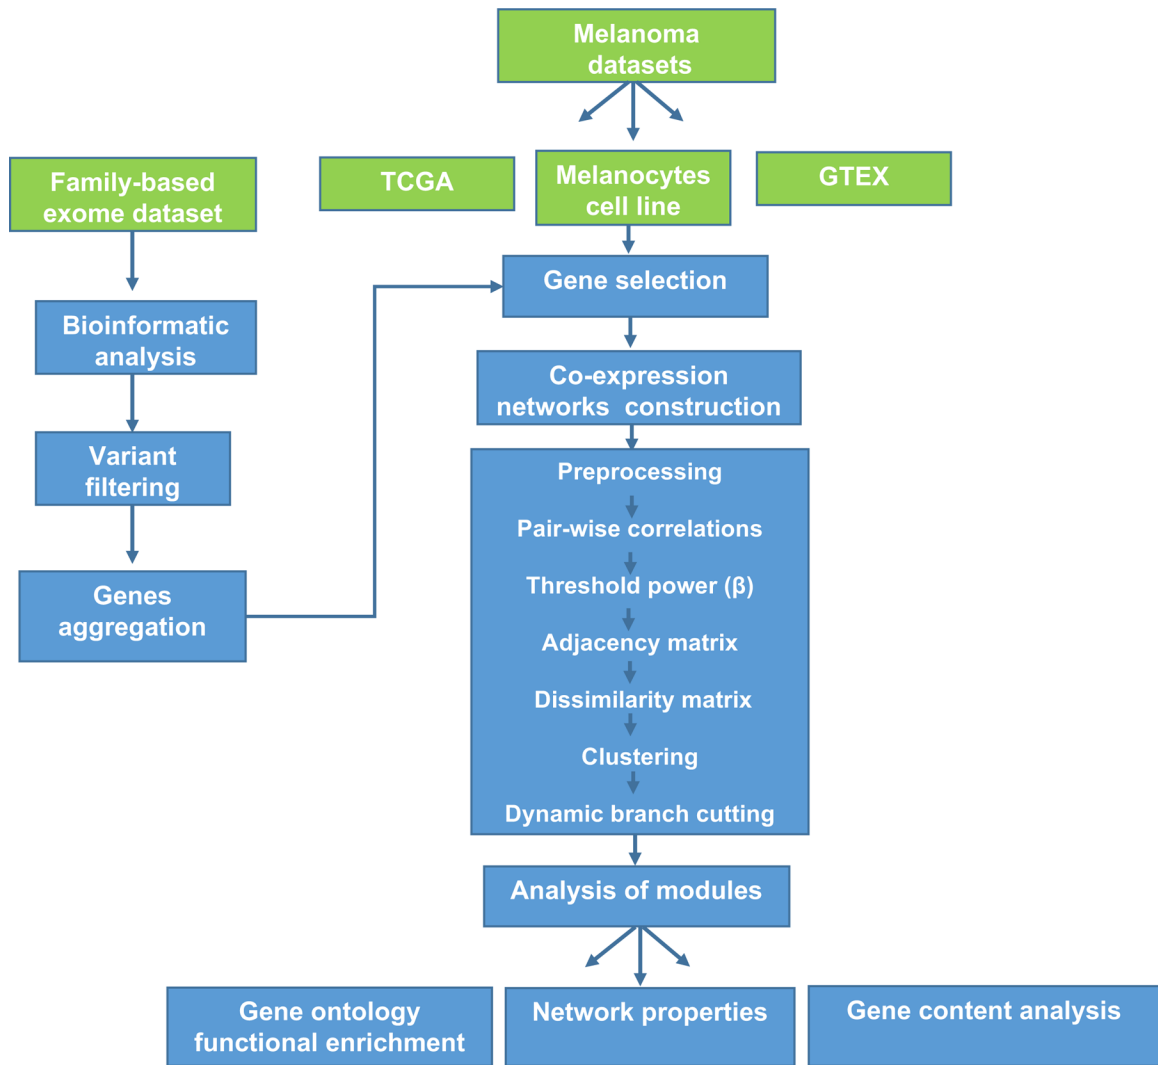 Melanoma
datasets
Family-based
exome dataset
TCGA
Melanocytes
cell line
GTEX
Bioinformatic
analysis
Variant
filtering
Genes
aggregation
Gene selection
Co-expression
networks construction
Preprocessing
Pair-wise correlations
Threshold power (β)
Adjacency matrix
Dissimilarity matrix
Clustering
Dynamic branch cutting
Analysis of modules
Gene ontology
functional enrichment
Network properties
Gene content analysis